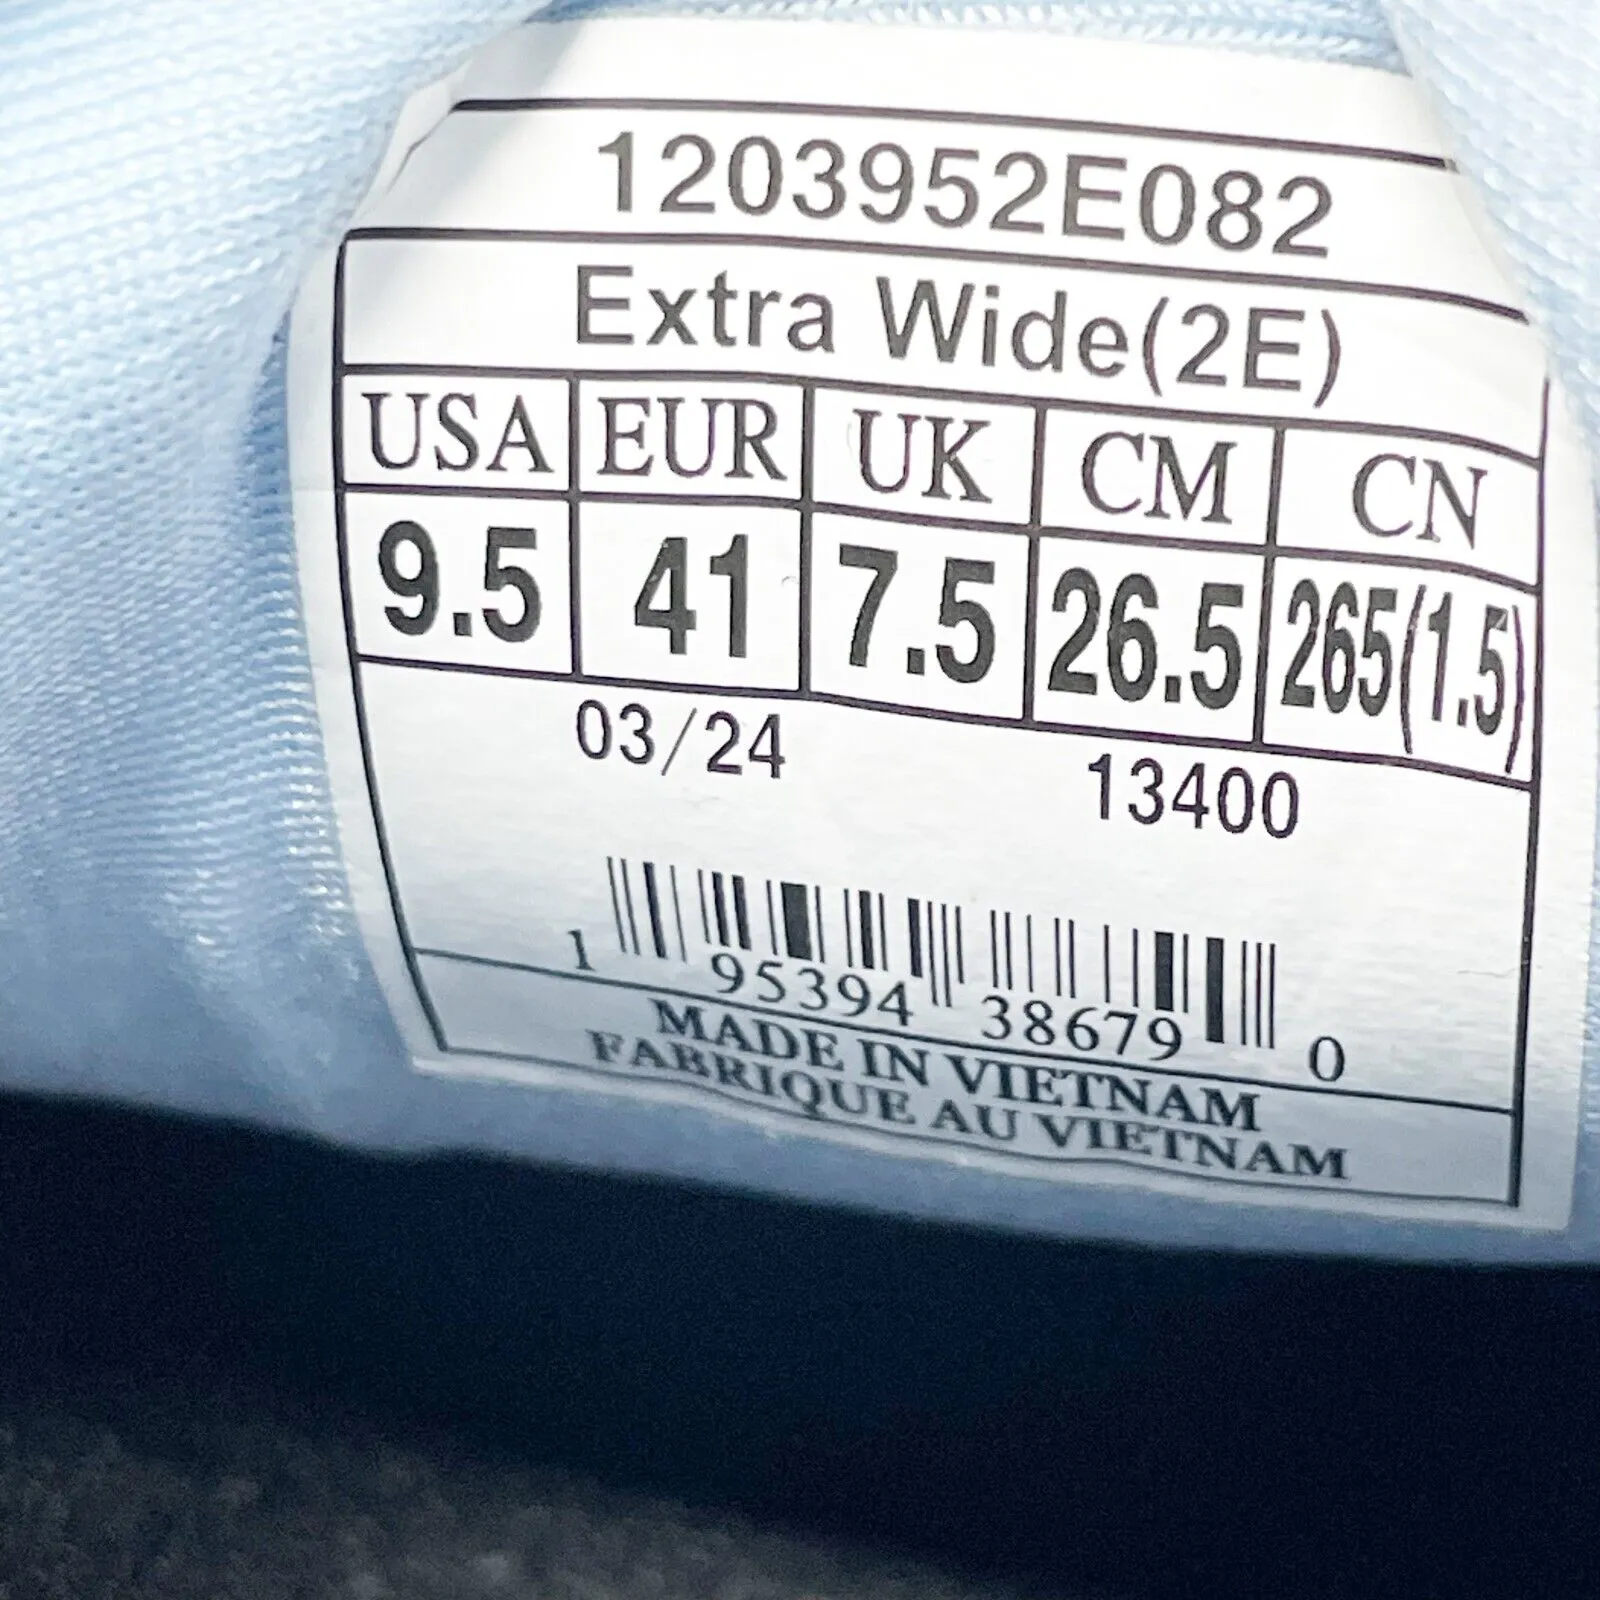 1203952E082
Extra Wide(2E)
USA EUR UK CM CN
9.5 41 7.5 26.5 265(1.5)
03/24 13400
1 95394 38679 0
MADE IN VIETNAM
FABRIQUE AU VIETNAM